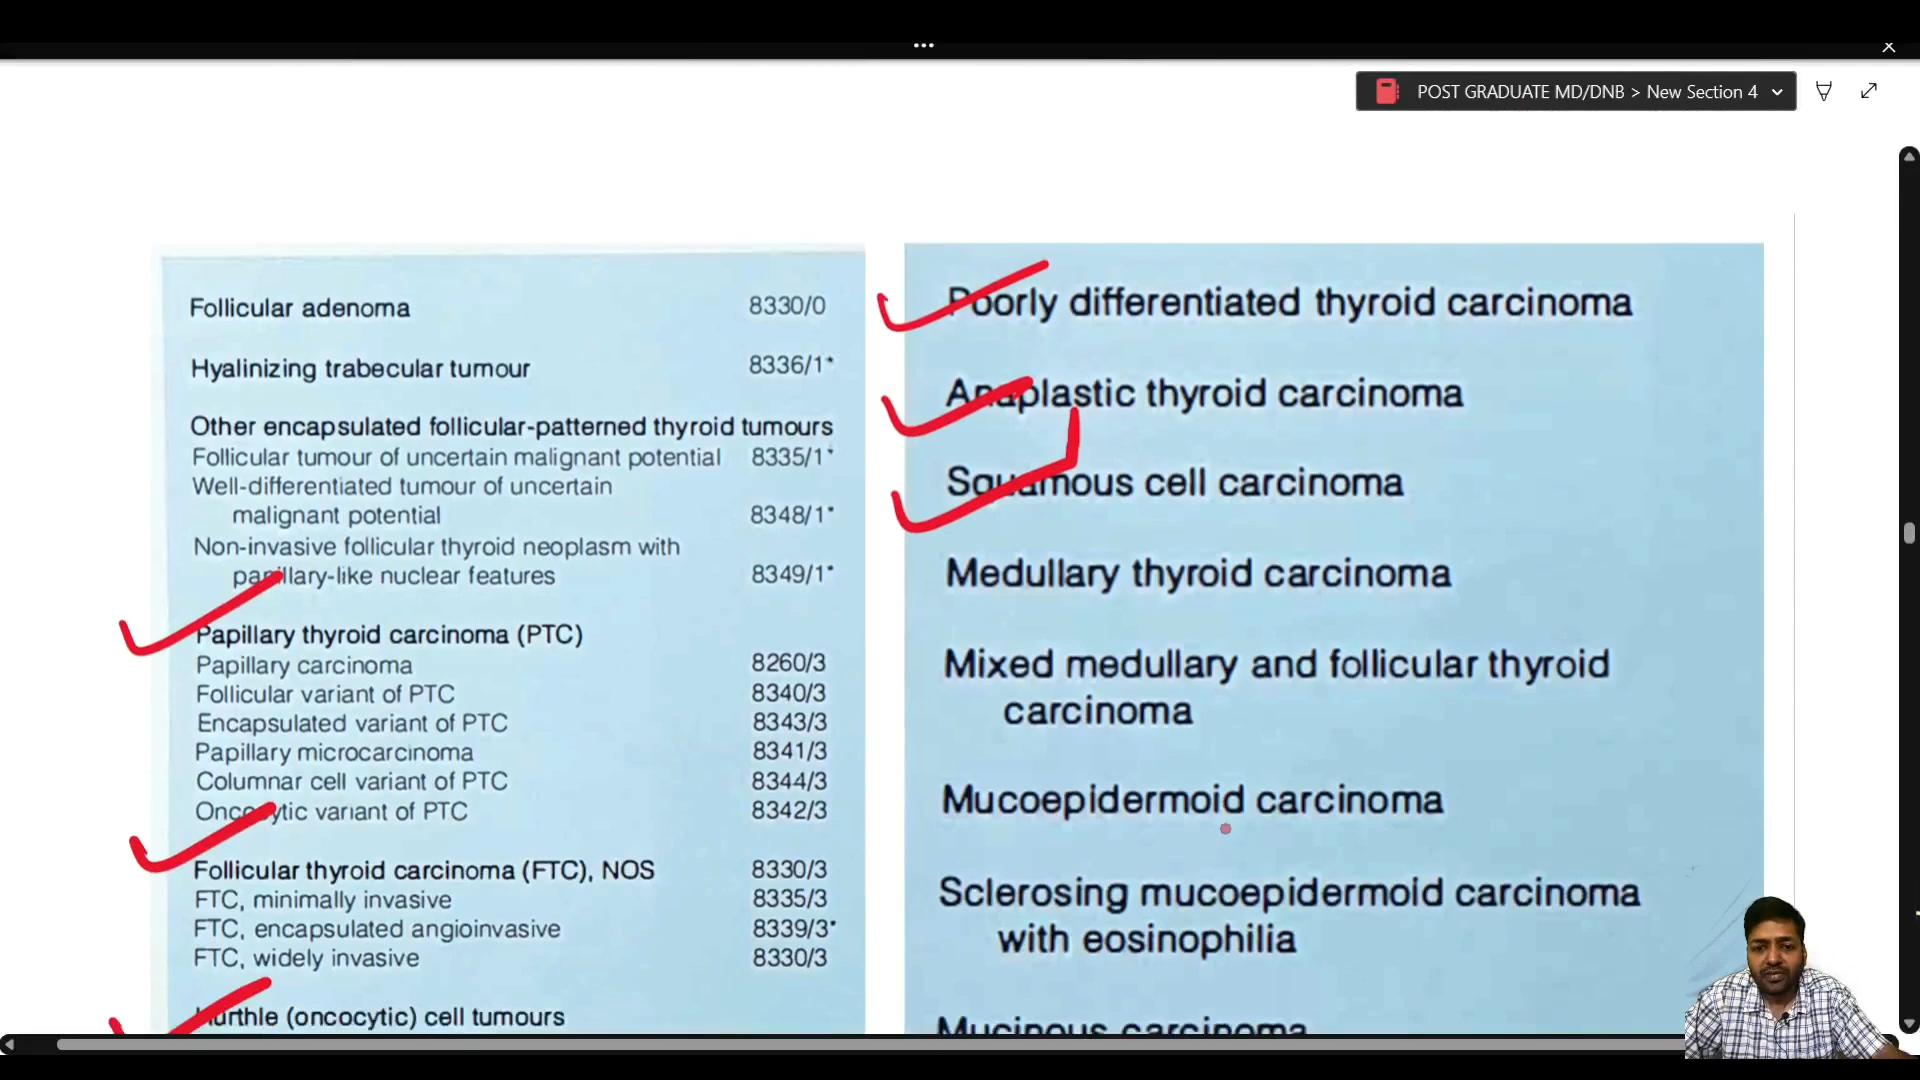 POST GRADUATE MD/DNB > New Section 4
Follicular adenoma 8330/0
Hyalinizing trabecular tumour 8336/1*
Other encapsulated follicular-patterned thyroid tumours
Follicular tumour of uncertain malignant potential 8335/1*
Well-differentiated tumour of uncertain
malignant potential 8348/1*
Non-invasive follicular thyroid neoplasm with
papillary-like nuclear features 8349/1*
Papillary thyroid carcinoma (PTC)
Papillary carcinoma 8260/3
Follicular variant of PTC 8340/3
Encapsulated variant of PTC 8343/3
Papillary microcarcinoma 8341/3
Columnar cell variant of PTC 8344/3
Oncocytic variant of PTC 8342/3
Follicular thyroid carcinoma (FTC), NOS 8330/3
FTC, minimally invasive 8335/3
FTC, encapsulated angioinvasive 8339/3*
FTC, widely invasive 8330/3
Hurthle (oncocytic) cell tumours
Poorly differentiated thyroid carcinoma
Anaplastic thyroid carcinoma
Squamous cell carcinoma
Medullary thyroid carcinoma
Mixed medullary and follicular thyroid
carcinoma
Mucoepidermoid carcinoma
Sclerosing mucoepidermoid carcinoma
with eosinophilia
Mucinous carcinoma